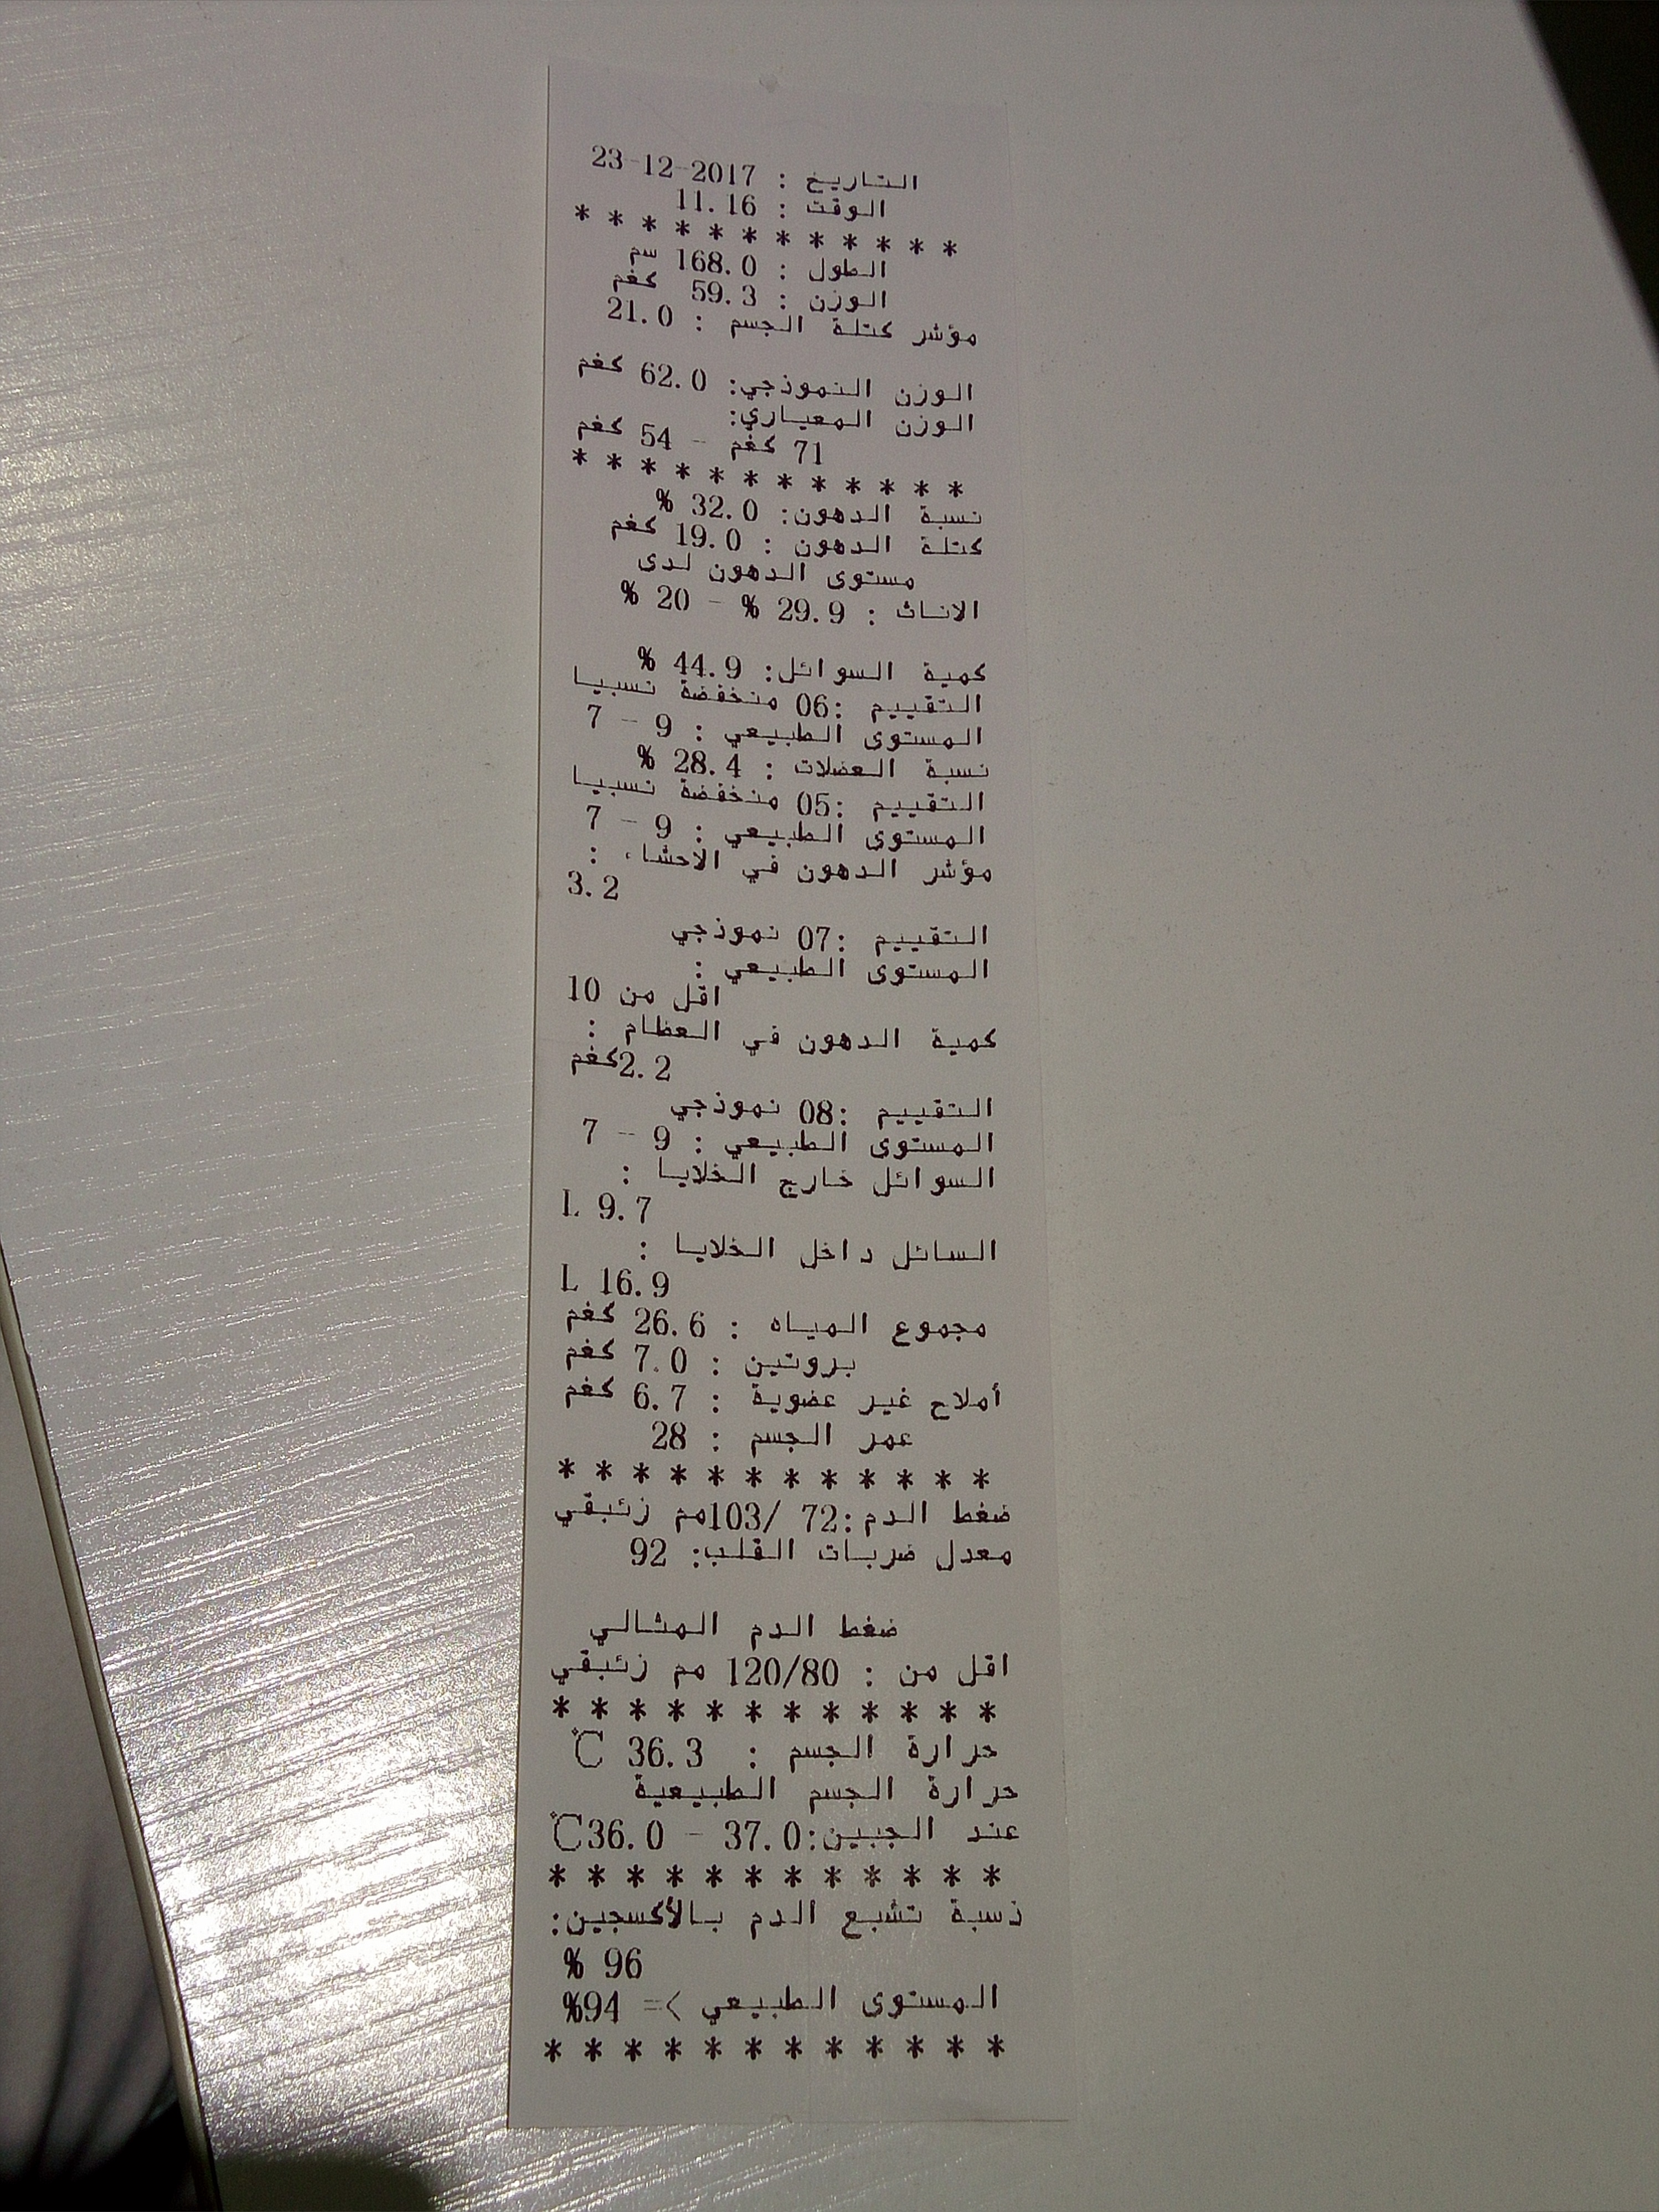 التاريخ : 23-12-2017
الوقت : 11.16
* * * * * * * * * * * *
الطول : 168.0 سم
الوزن : 59.3 كغم
مؤشر كتلة الجسم : 21.0
الوزن النموذجي: 62.0 كغم
الوزن المعياري:
71 كغم - 54 كغم
* * * * * * * * * * * *
نسبة الدهون: 32.0 %
كتلة الدهون : 19.0 كغم
مستوى الدهون لدى
الاناث : 29.9 % - 20 %
كمية السوائل: 44.9 %
التقييم :06 منخفضة نسبيا
المستوى الطبيعي : 9 - 7
نسبة العضلات : 28.4 %
التقييم :05 منخفضة نسبيا
المستوى الطبيعي : 9 - 7
مؤشر الدهون في الاحشاء :
3.2
التقييم :07 نموذجي
المستوى الطبيعي :
اقل من 10
كمية الدهون في العظام :
2.2كغم
التقييم :08 نموذجي
المستوى الطبيعي : 9 - 7
السوائل خارج الخلايا :
L 9.7
السائل داخل الخلايا :
L 16.9
مجموع المياه : 26.6 كغم
بروتين : 7.0 كغم
أملاح غير عضوية : 6.7 كغم
عمر الجسم : 28
* * * * * * * * * * * *
ضغط الدم:72 /103مم زئبقي
معدل ضربات القلب: 92
ضغط الدم المثالي
اقل من : 120/80 مم زئبقي
* * * * * * * * * * * *
حرارة الجسم : 36.3 ℃
حرارة الجسم الطبيعية
عند الجبين:37.0 - 36.0℃
* * * * * * * * * * * *
نسبة تشبع الدم بالأكسجين:
% 96
المستوى الطبيعي >= 94%
* * * * * * * * * * * *